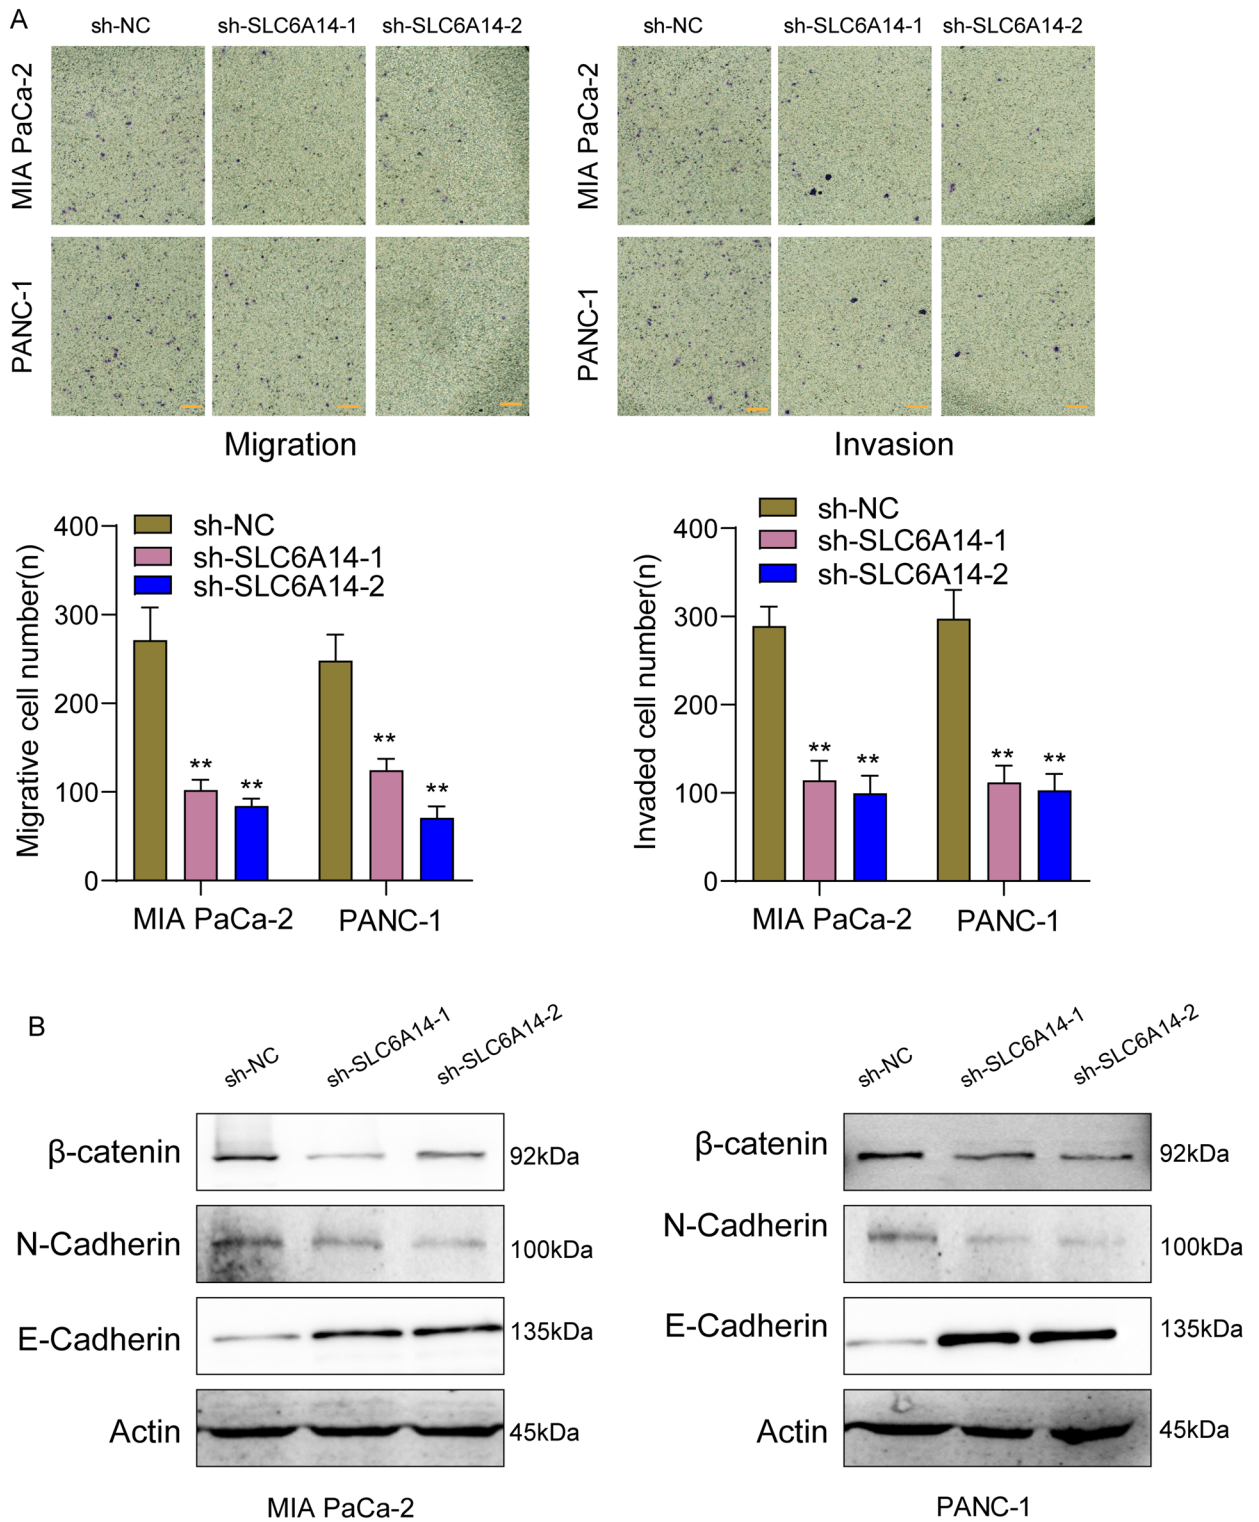 A
sh-NC sh-SLC6A14-1 sh-SLC6A14-2 sh-NC sh-SLC6A14-1 sh-SLC6A14-2
MIA PaCa-2 MIA PaCa-2
PANC-1 PANC-1
Migration Invasion
Migrative cell number(n)
400
300
200
100
0
sh-NC
sh-SLC6A14-1
sh-SLC6A14-2
** ** ** **
MIA PaCa-2 PANC-1
Invaded cell number(n)
400
300
200
100
0
sh-NC
sh-SLC6A14-1
sh-SLC6A14-2
** ** ** **
MIA PaCa-2 PANC-1
B
sh-NC sh-SLC6A14-1 sh-SLC6A14-2
β-catenin 92kDa
N-Cadherin 100kDa
E-Cadherin 135kDa
Actin 45kDa
MIA PaCa-2
sh-NC sh-SLC6A14-1 sh-SLC6A14-2
β-catenin 92kDa
N-Cadherin 100kDa
E-Cadherin 135kDa
Actin 45kDa
PANC-1